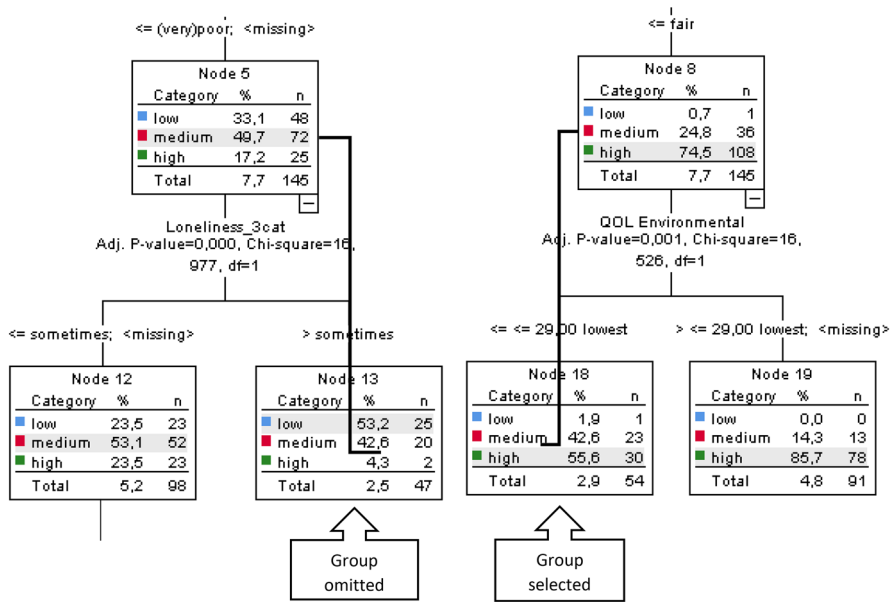 <= (very)poor; <missing>
Node 5
Category % n
low 33,1 48
medium 49,7 72
high 17,2 25
Total 7,7 145
Loneliness_3cat
Adj. P-value=0,000, Chi-square=16,
977, df=1
<= sometimes; <missing>
> sometimes
Node 12
Category % n
low 23,5 23
medium 53,1 52
high 23,5 23
Total 5,2 98
Node 13
Category % n
low 53,2 25
medium 42,6 20
high 4,3 2
Total 2,5 47
Group
omitted
<= fair
Node 8
Category % n
low 0,7 1
medium 24,8 36
high 74,5 108
Total 7,7 145
QOL Environmental
Adj. P-value=0,001, Chi-square=16,
526, df=1
<= <= 29,00 lowest
> <= 29,00 lowest; <missing>
Node 18
Category % n
low 1,9 1
medium 42,6 23
high 55,6 30
Total 2,9 54
Node 19
Category % n
low 0,0 0
medium 14,3 13
high 85,7 78
Total 4,8 91
Group
selected